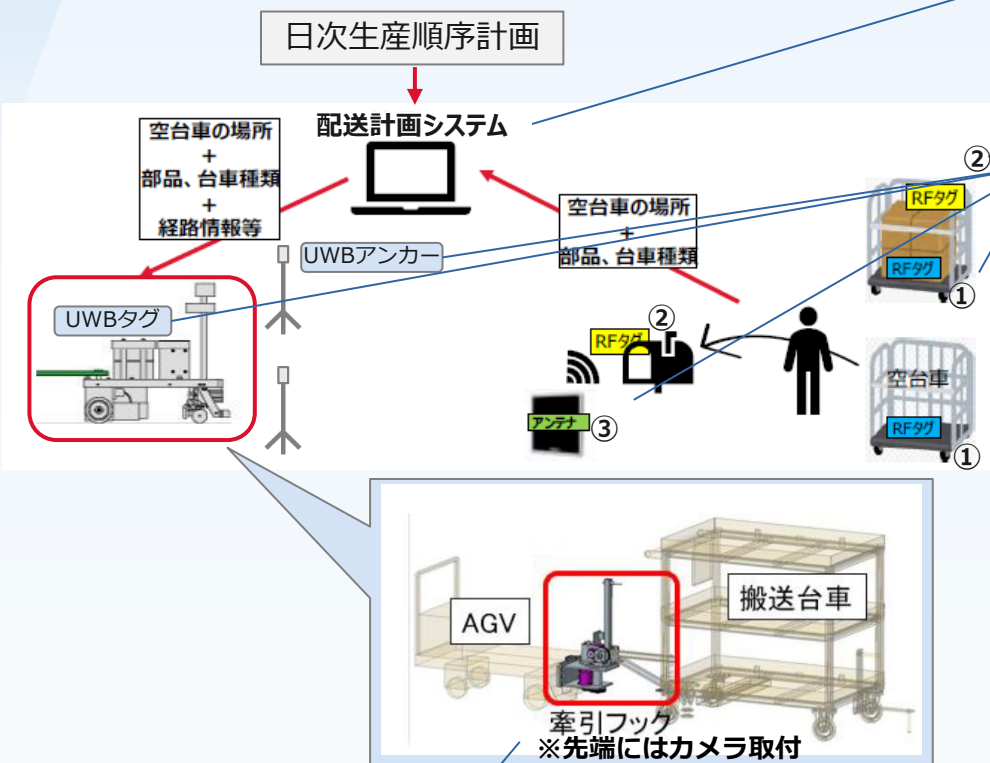 日次生産順序計画
配送計画システム
空台車の場所
+
部品、台車種類
+
経路情報等
UWBアンカー
UWBタグ
空台車の場所
+
部品、台車種類
RFタグ
②
アンテナ
③
②
RFタグ
RFタグ
①
空台車
RFタグ
①
AGV
搬送台車
牽引フック
※先端にはカメラ取付